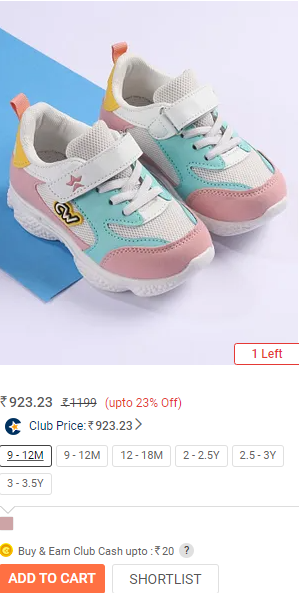 CW
1 Left
₹923.23 ₹1199 (upto 23% Off)
Club Price: ₹923.23
9 - 12M 9 - 12M 12 - 18M 2 - 2.5Y 2.5 - 3Y
3 - 3.5Y
Buy & Earn Club Cash upto : ₹20 ?
ADD TO CART SHORTLIST